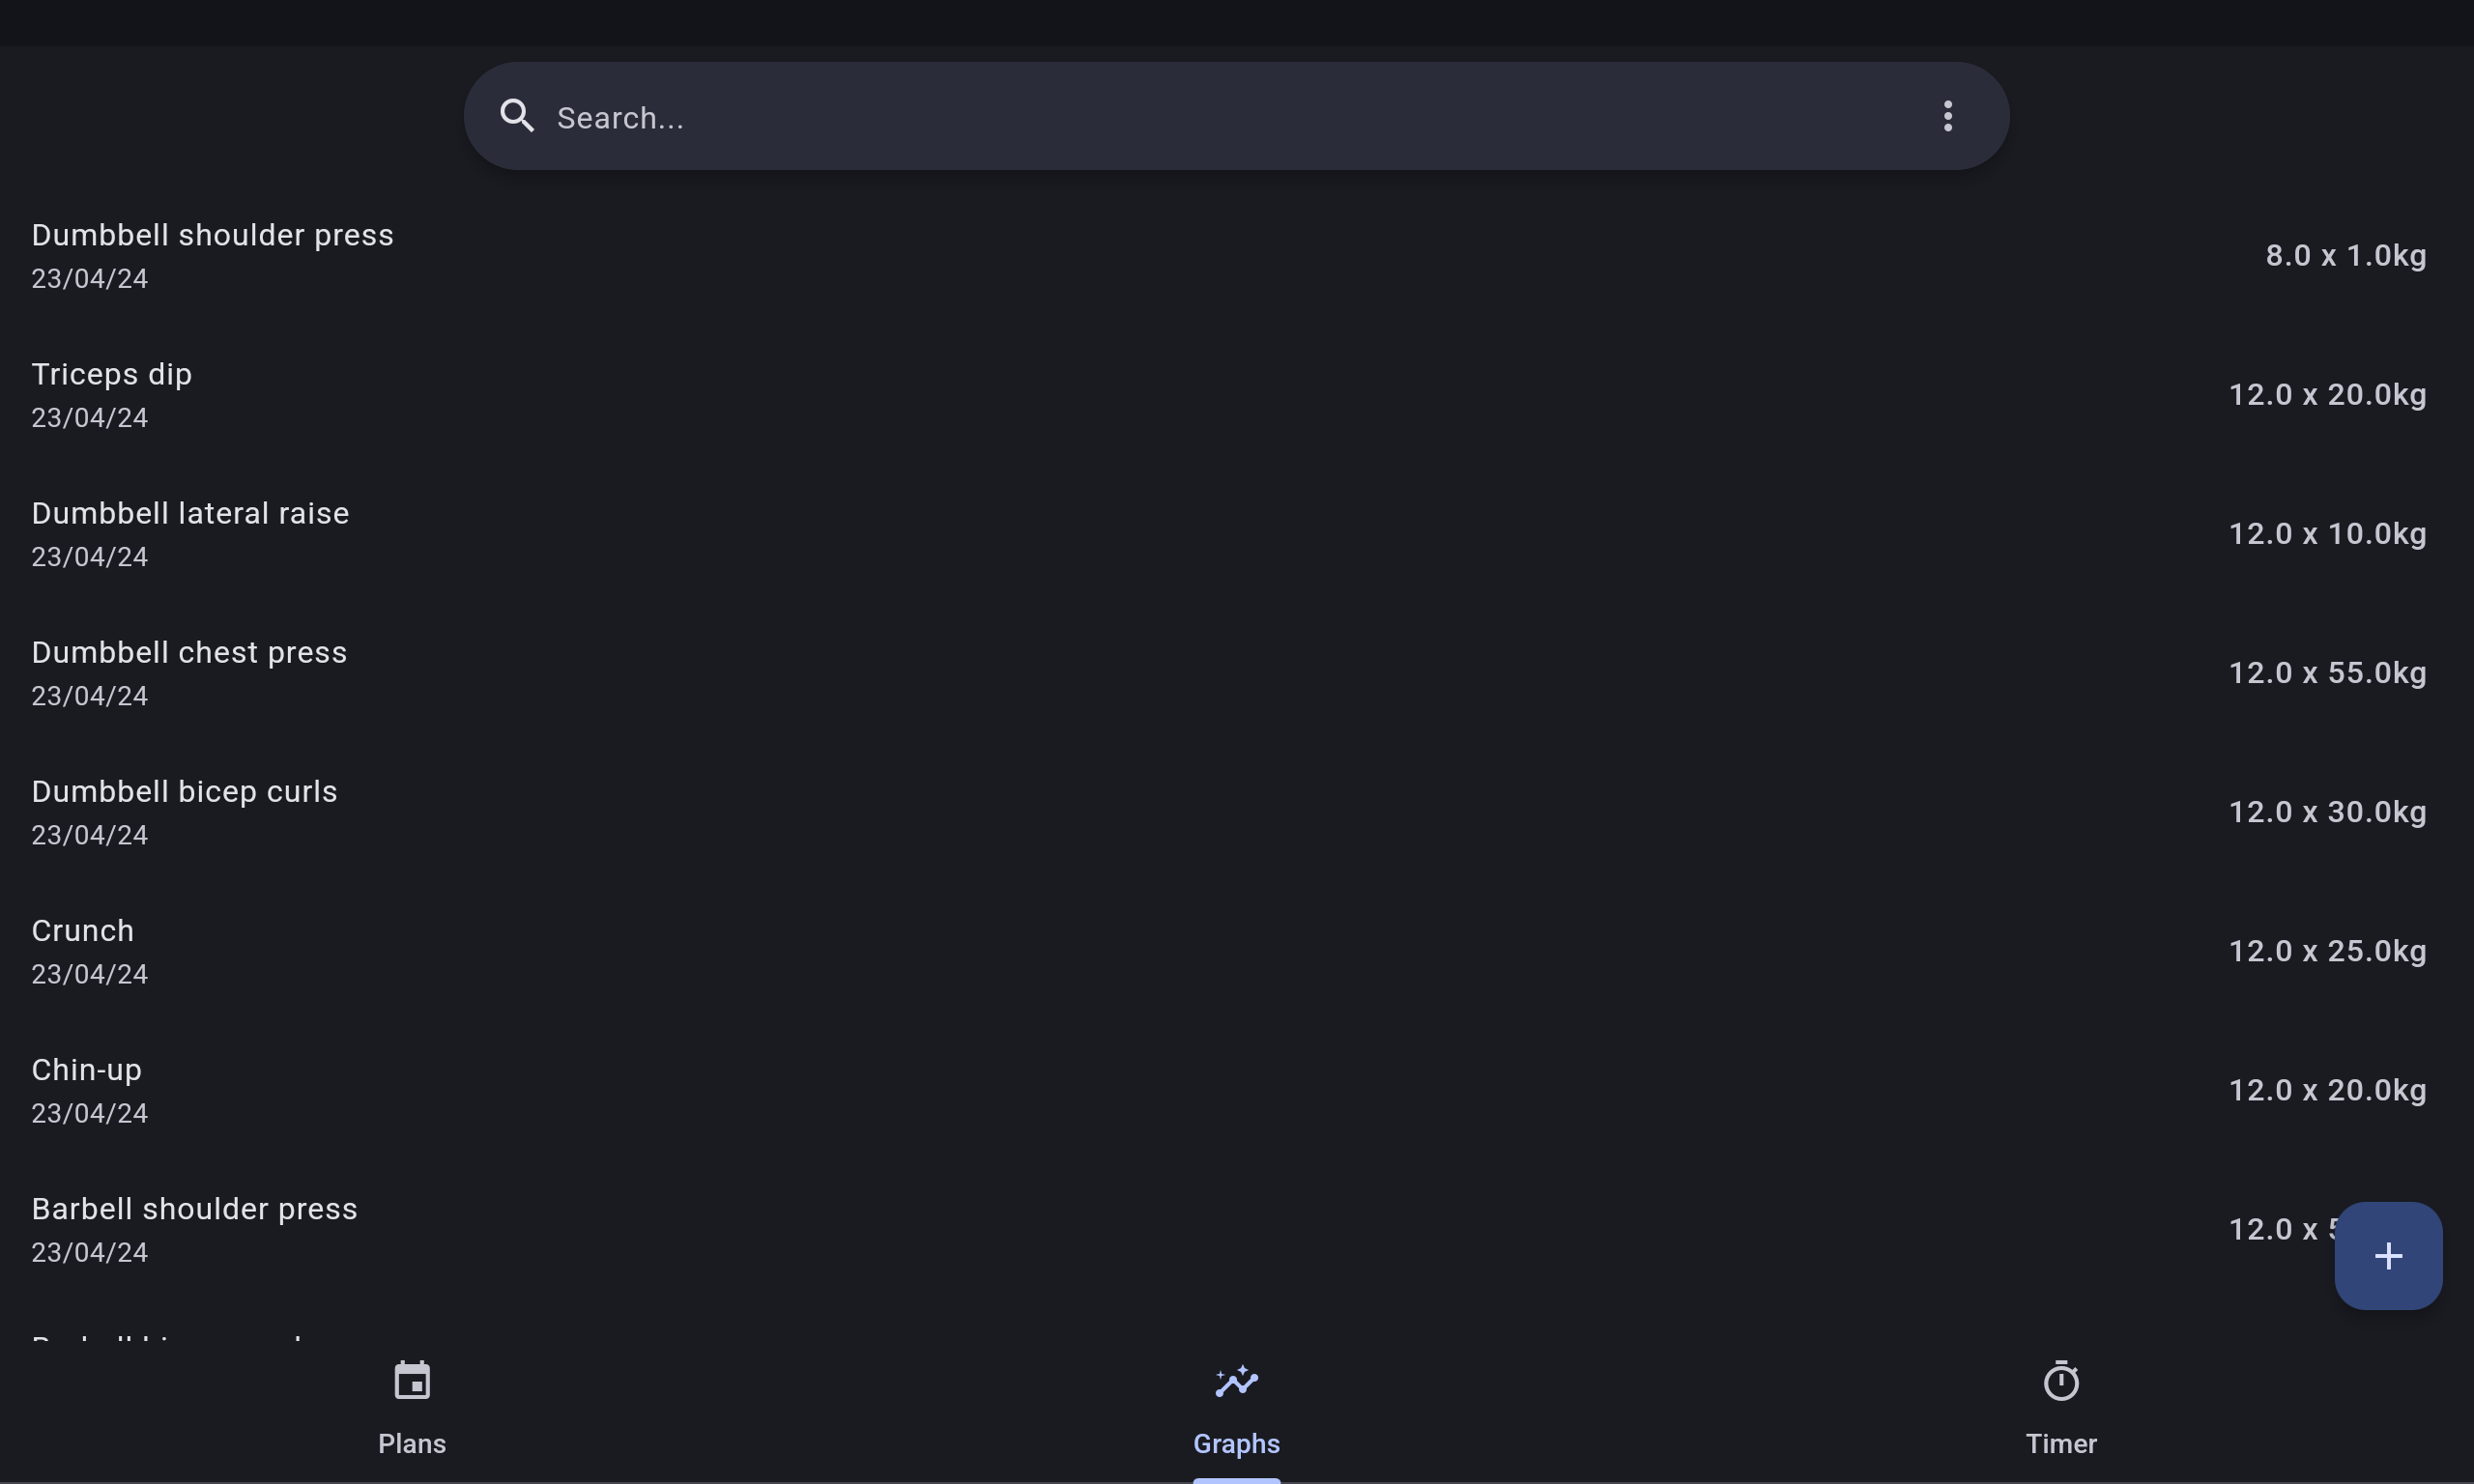 Search...
Dumbbell shoulder press
23/04/24
8.0 x 1.0kg
Triceps dip
23/04/24
12.0 x 20.0kg
Dumbbell lateral raise
23/04/24
12.0 x 10.0kg
Dumbbell chest press
23/04/24
12.0 x 55.0kg
Dumbbell bicep curls
23/04/24
12.0 x 30.0kg
Crunch
23/04/24
12.0 x 25.0kg
Chin-up
23/04/24
12.0 x 20.0kg
Barbell shoulder press
23/04/24
12.0 x
Plans
Graphs
Timer